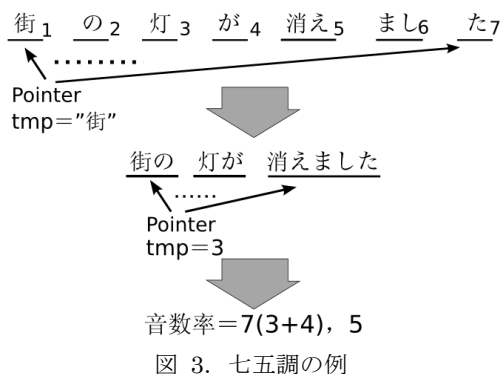 街1 の2 灯3 が4 消え5 まし6 た7
Pointer
tmp＝”街”
街の 灯が 消えました
Pointer
tmp＝3
音数率＝7(3+4)，5
図 3．七五調の例